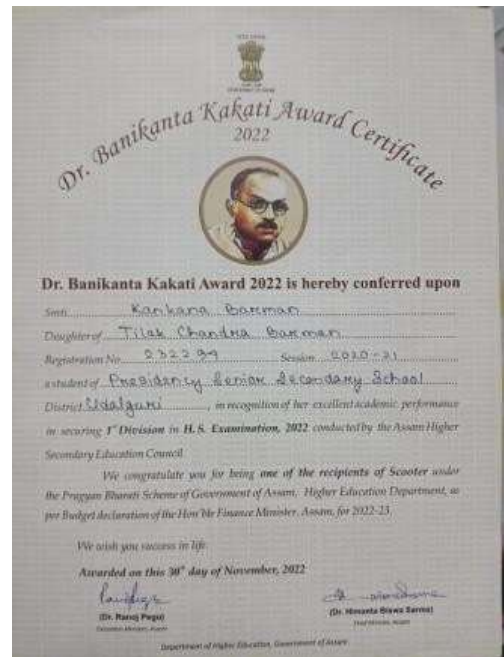 Dr. Banikanta Kakati Award Certificate
2022
Dr. Banikanta Kakati Award 2022 is hereby conferred upon
Smti Kankana Barman
Daughter of Tilak Chandra Barman
Registration No 232299 Session 2020-21
a student of Presidency Senior Secondary School
District Udalguri, in recognition of her excellent academic performance
in securing 1st Division in H.S. Examination, 2022 conducted by the Assam Higher
Secondary Education Council.
We congratulate you for being one of the recipients of Scooter under
the Pragyan Bharati Scheme of Government of Assam, Higher Education Department, as
per Budget declaration of the Hon'ble Finance Minister, Assam, for 2022-23.
We wish you success in life.
Awarded on this 30th day of November, 2022
(Dr. Ranoj Pegu)
Education Minister, Assam
(Dr. Himanta Biswa Sarma)
Chief Minister, Assam
Department of Higher Education, Government of Assam